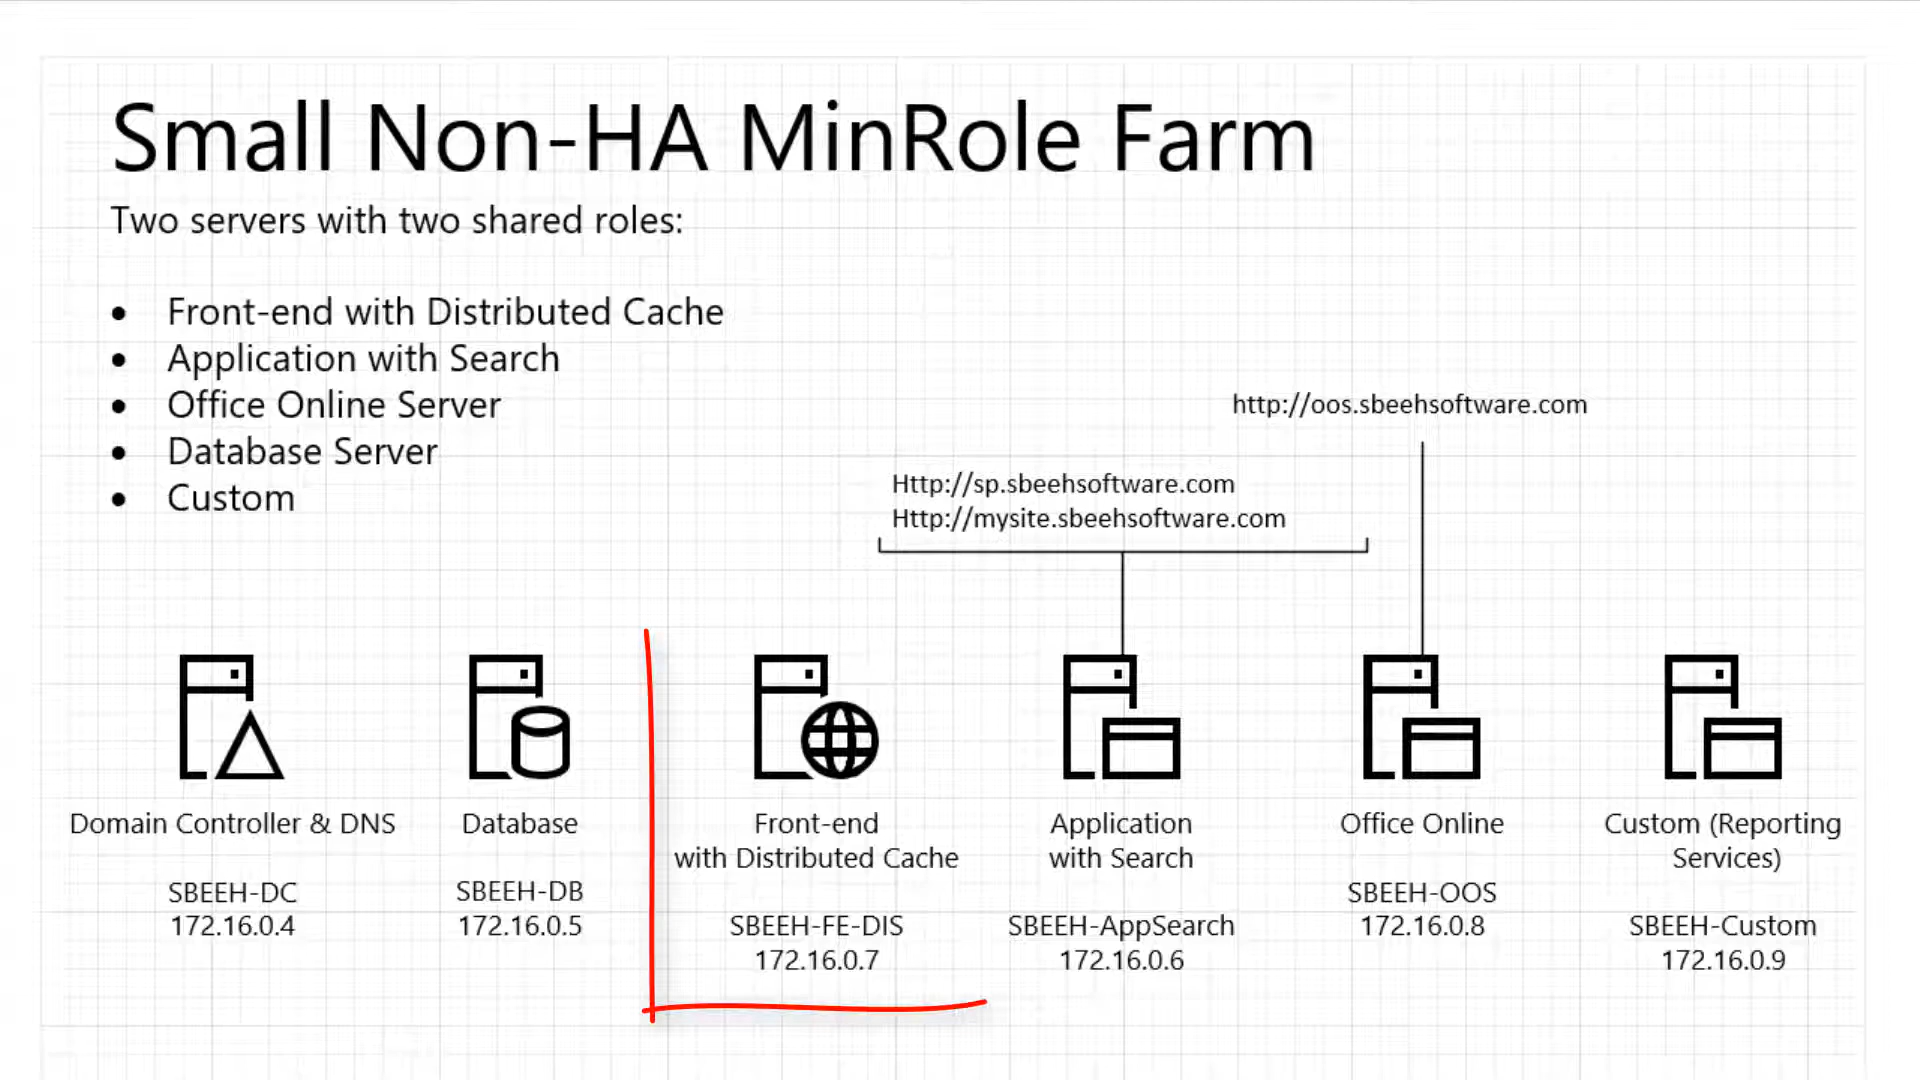 Small Non-HA MinRole Farm
Two servers with two shared roles:
• Front-end with Distributed Cache
• Application with Search
• Office Online Server
• Database Server
• Custom
http://oos.sbeehsoftware.com
Http://sp.sbeehsoftware.com
Http://mysite.sbeehsoftware.com
Domain Controller & DNS
SBEEH-DC
172.16.0.4
Database
SBEEH-DB
172.16.0.5
Front-end
with Distributed Cache
SBEEH-FE-DIS
172.16.0.7
Application
with Search
SBEEH-AppSearch
172.16.0.6
Office Online
SBEEH-OOS
172.16.0.8
Custom (Reporting
Services)
SBEEH-Custom
172.16.0.9